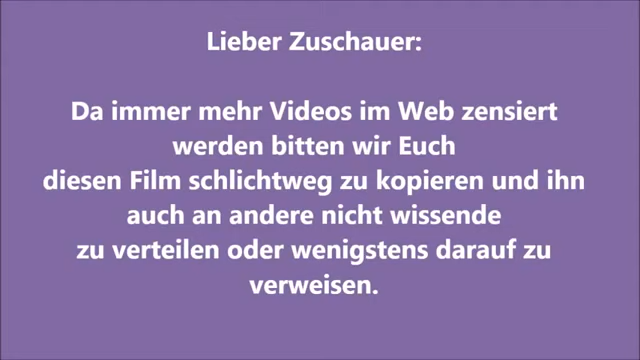 Lieber Zuschauer:
Da immer mehr Videos im Web zensiert
werden bitten wir Euch
diesen Film schlichtweg zu kopieren und ihn
auch an andere nicht wissende
zu verteilen oder wenigstens darauf zu
verweisen.